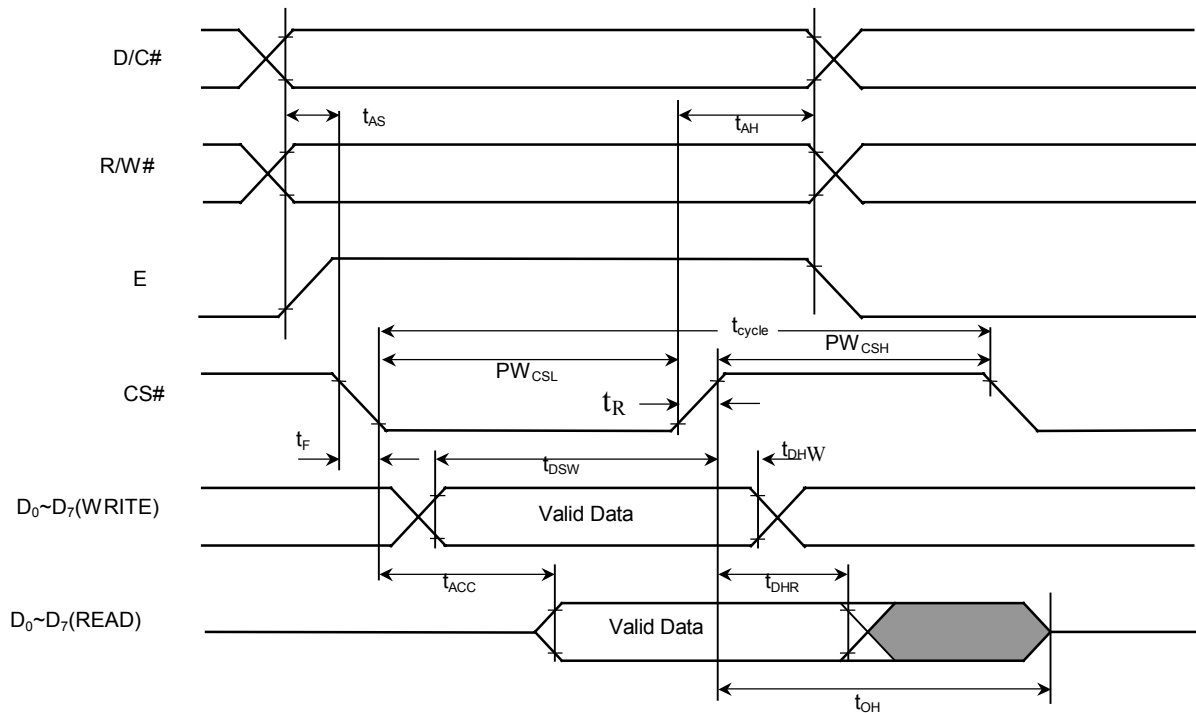 D/C#
tAS
tAH
R/W#
E
tcycle
PWCSL
PWCSH
CS#
tR
tF
tDSW
tDHW
D0~D7(WRITE)
Valid Data
tACC
tDHR
D0~D7(READ)
Valid Data
tOH